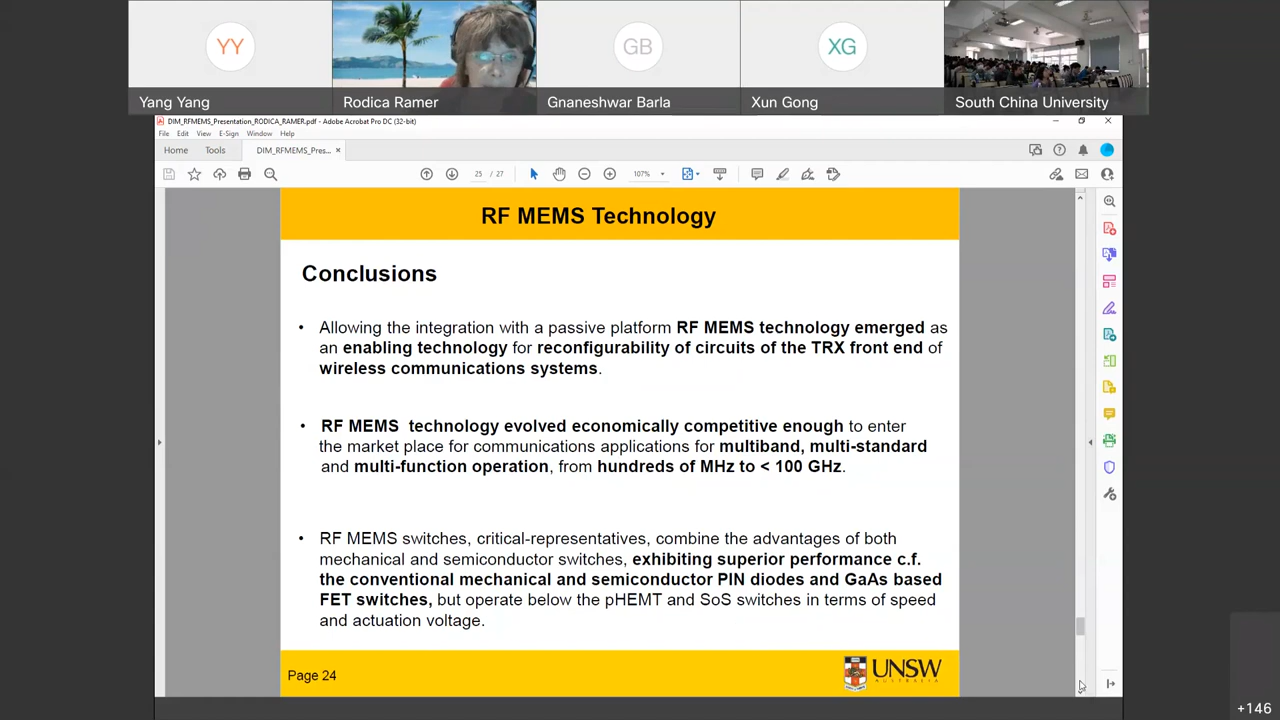 YY
GB
XG
Yang Yang
Rodica Ramer
Gnaneshwar Barla
Xun Gong
South China University
DIM_RFMEMS_Presentation_RODICA_RAMER.pdf - Adobe Acrobat Pro DC (32-bit)
File Edit View E-Sign Window Help
Home Tools DIM_RFMEMS_Pres... ×
25 / 27 107%
RF MEMS Technology
Conclusions
• Allowing the integration with a passive platform RF MEMS technology emerged as
an enabling technology for reconfigurability of circuits of the TRX front end of
wireless communications systems.
• RF MEMS technology evolved economically competitive enough to enter
the market place for communications applications for multiband, multi-standard
and multi-function operation, from hundreds of MHz to < 100 GHz.
• RF MEMS switches, critical-representatives, combine the advantages of both
mechanical and semiconductor switches, exhibiting superior performance c.f.
the conventional mechanical and semiconductor PIN diodes and GaAs based
FET switches, but operate below the pHEMT and SoS switches in terms of speed
and actuation voltage.
Page 24
UNSW
AUSTRALIA
+146